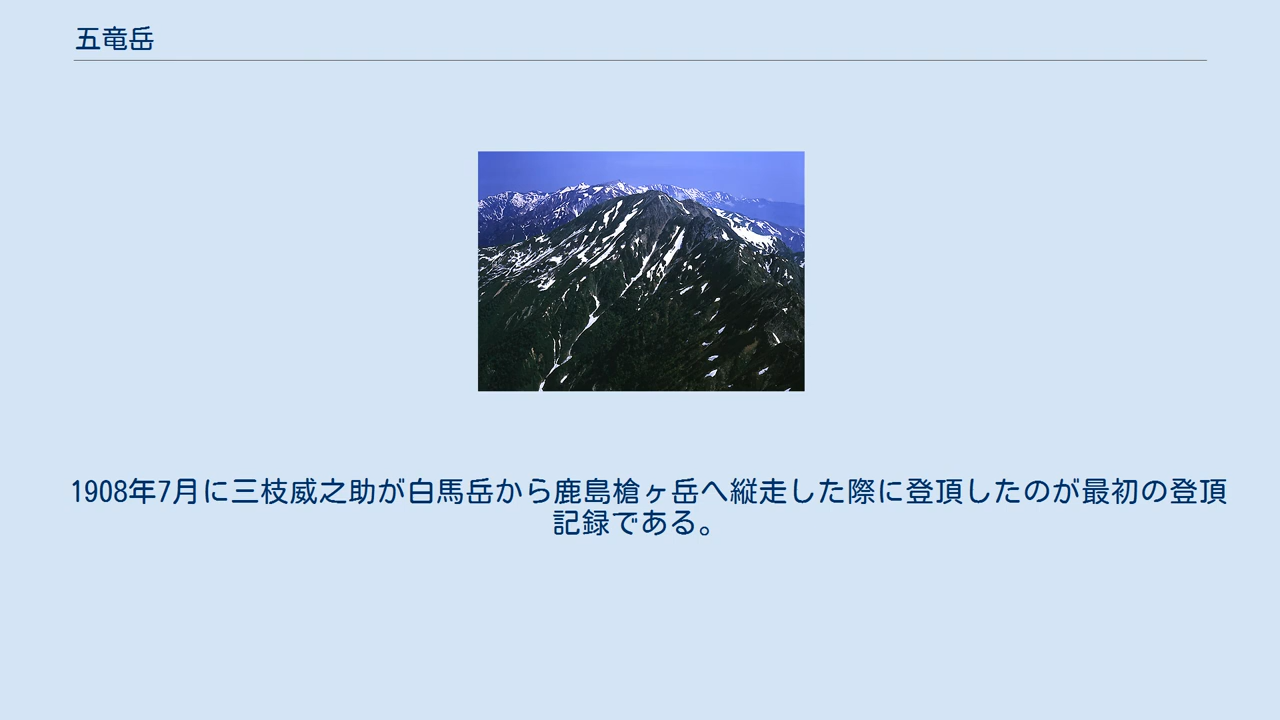 五竜岳
1908年7月に三枝威之助が白馬岳から鹿島槍ヶ岳へ縦走した際に登頂したのが最初の登頂
記録である。